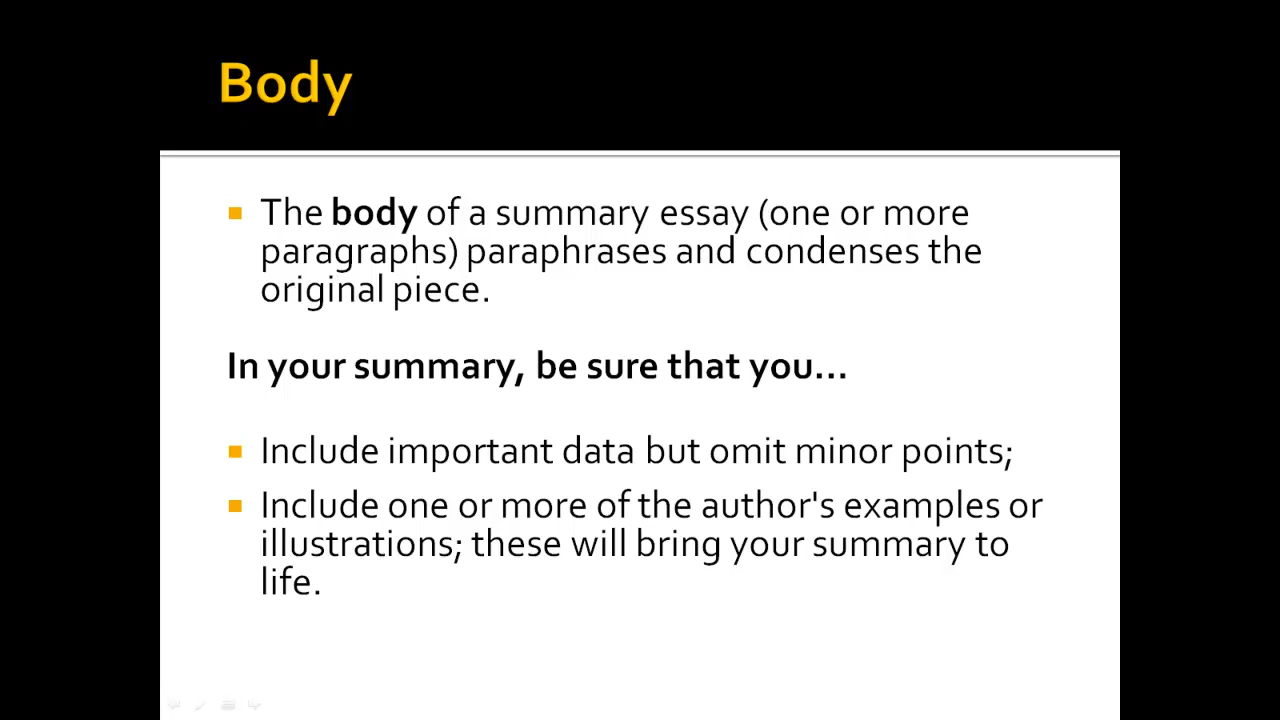 Body
The body of a summary essay (one or more
paragraphs) paraphrases and condenses the
original piece.
In your summary, be sure that you...
Include important data but omit minor points;
Include one or more of the author's examples or
illustrations; these will bring your summary to
life.